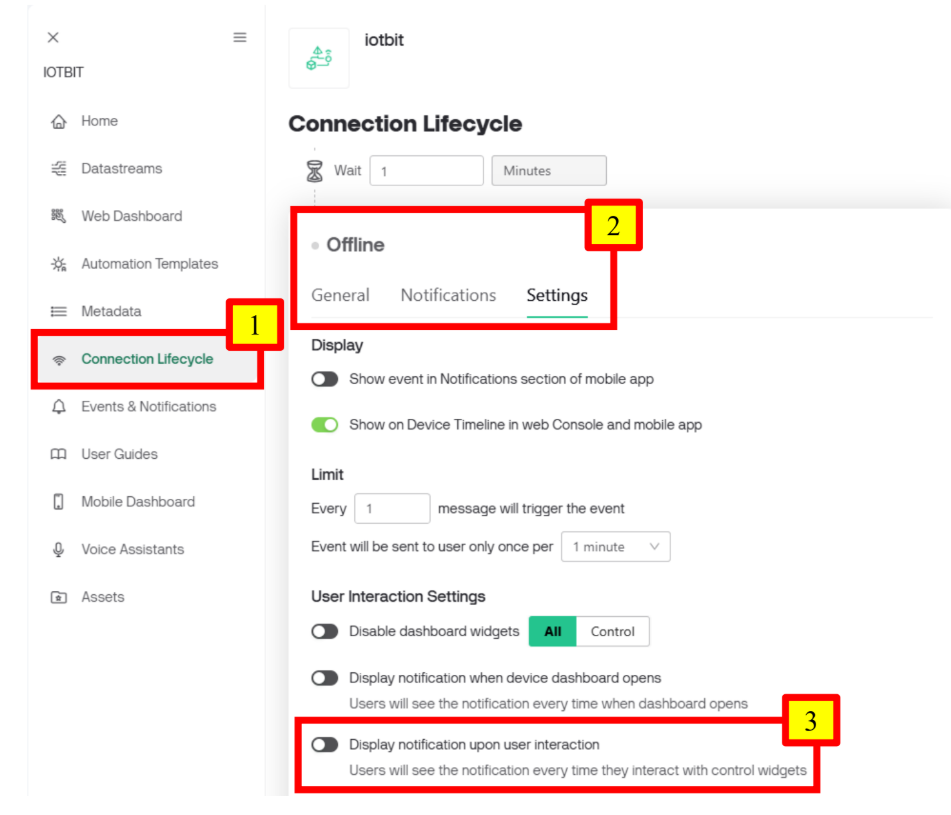 IOTBIT
Home
Datastreams
Web Dashboard
Automation Templates
Metadata
1
Connection Lifecycle
Events & Notifications
User Guides
Mobile Dashboard
Voice Assistants
Assets
iotbit
Connection Lifecycle
Wait 1 Minutes
2
Offline
General Notifications Settings
Display
Show event in Notifications section of mobile app
Show on Device Timeline in web Console and mobile app
Limit
Every 1 message will trigger the event
Event will be sent to user only once per 1 minute
User Interaction Settings
Disable dashboard widgets All Control
Display notification when device dashboard opens
Users will see the notification every time when dashboard opens
3
Display notification upon user interaction
Users will see the notification every time they interact with control widgets